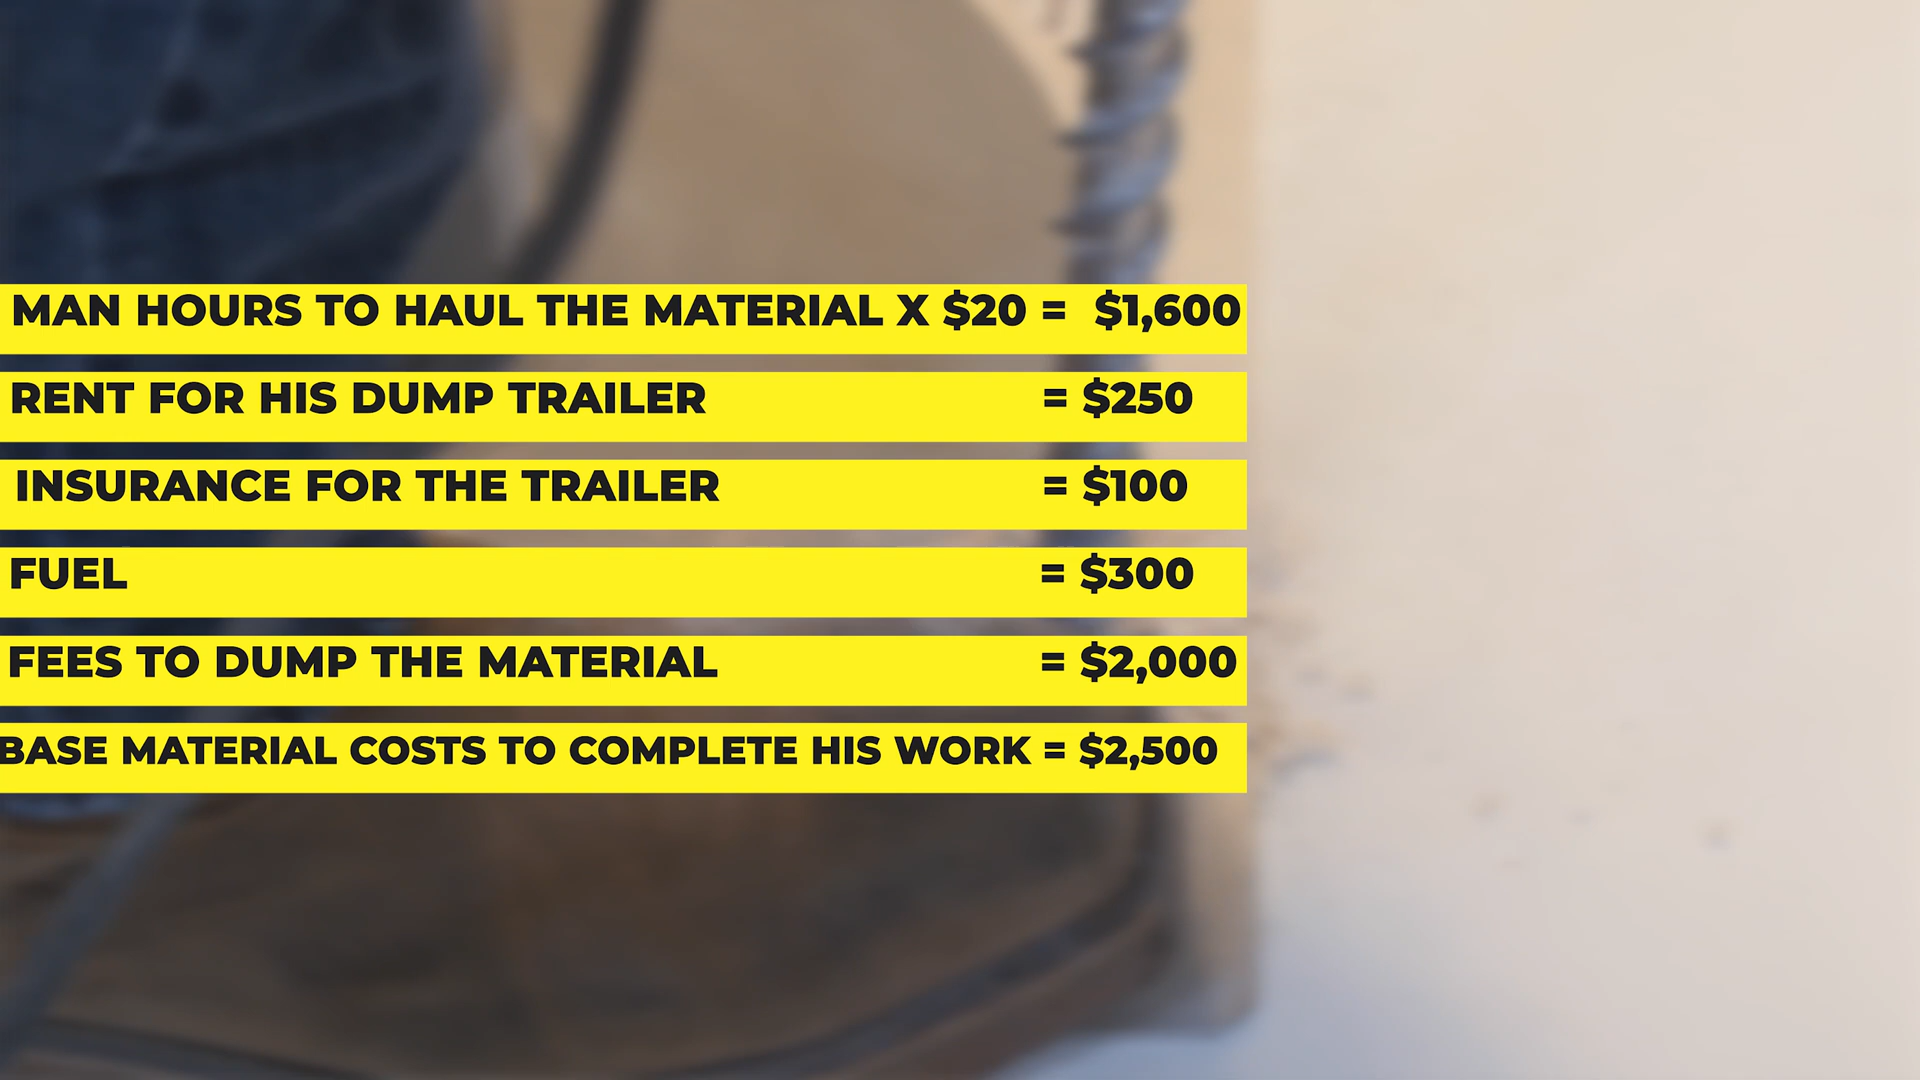 MAN HOURS TO HAUL THE MATERIAL X $20 = $1,600
RENT FOR HIS DUMP TRAILER = $250
INSURANCE FOR THE TRAILER = $100
FUEL = $300
FEES TO DUMP THE MATERIAL = $2,000
BASE MATERIAL COSTS TO COMPLETE HIS WORK = $2,500